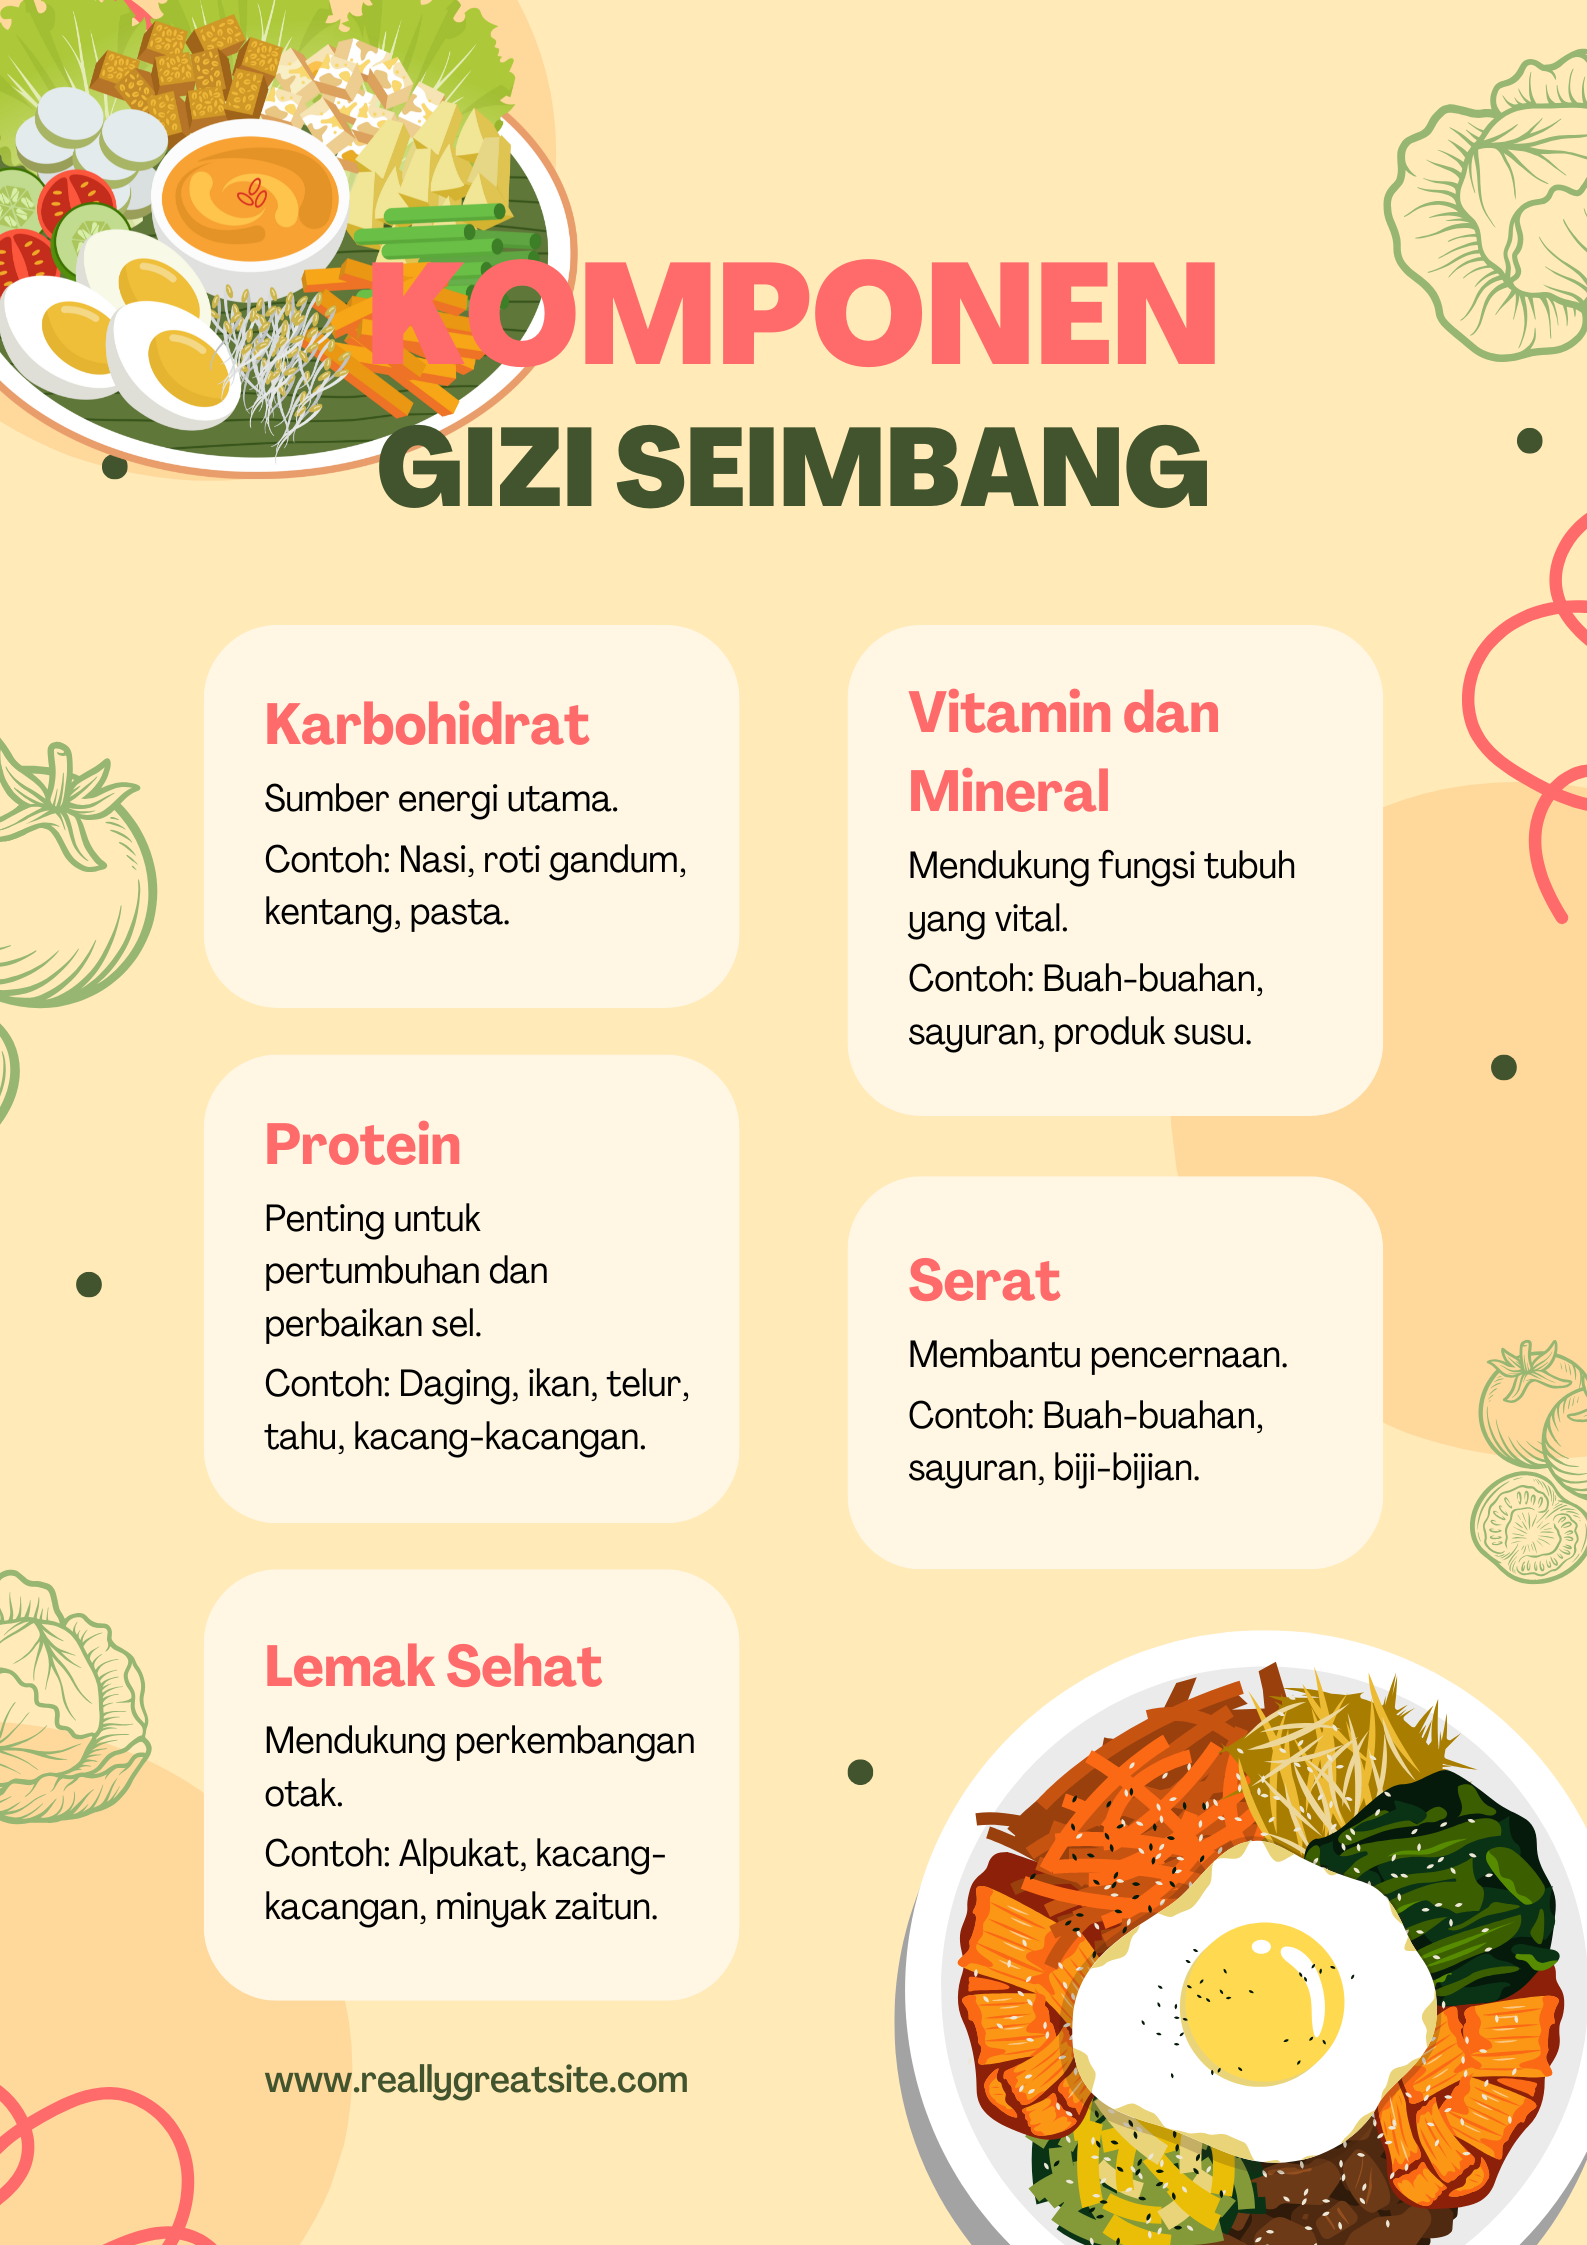 KOMPONEN
GIZI SEIMBANG
Karbohidrat
Sumber energi utama.
Contoh: Nasi, roti gandum,
kentang, pasta.
Protein
Penting untuk
pertumbuhan dan
perbaikan sel.
Contoh: Daging, ikan, telur,
tahu, kacang-kacangan.
Lemak Sehat
Mendukung perkembangan
otak.
Contoh: Alpukat, kacang-
kacangan, minyak zaitun.
Vitamin dan
Mineral
Mendukung fungsi tubuh
yang vital.
Contoh: Buah-buahan,
sayuran, produk susu.
Serat
Membantu pencernaan.
Contoh: Buah-buahan,
sayuran, biji-bijian.
www.reallygreatsite.com